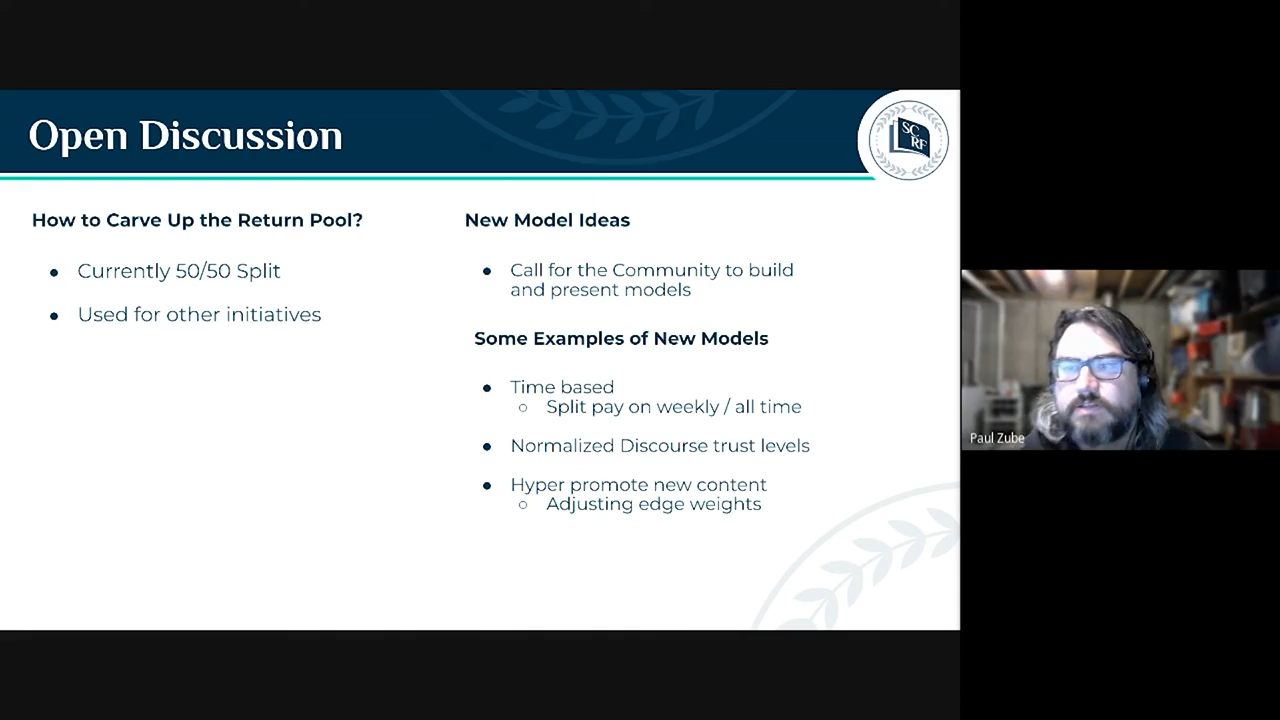 Open Discussion
SC
RF
How to Carve Up the Return Pool?
Currently 50/50 Split
Used for other initiatives
New Model Ideas
Call for the Community to build
and present models
Some Examples of New Models
Time based
Split pay on weekly / all time
Normalized Discourse trust levels
Hyper promote new content
Adjusting edge weights
Paul Zube